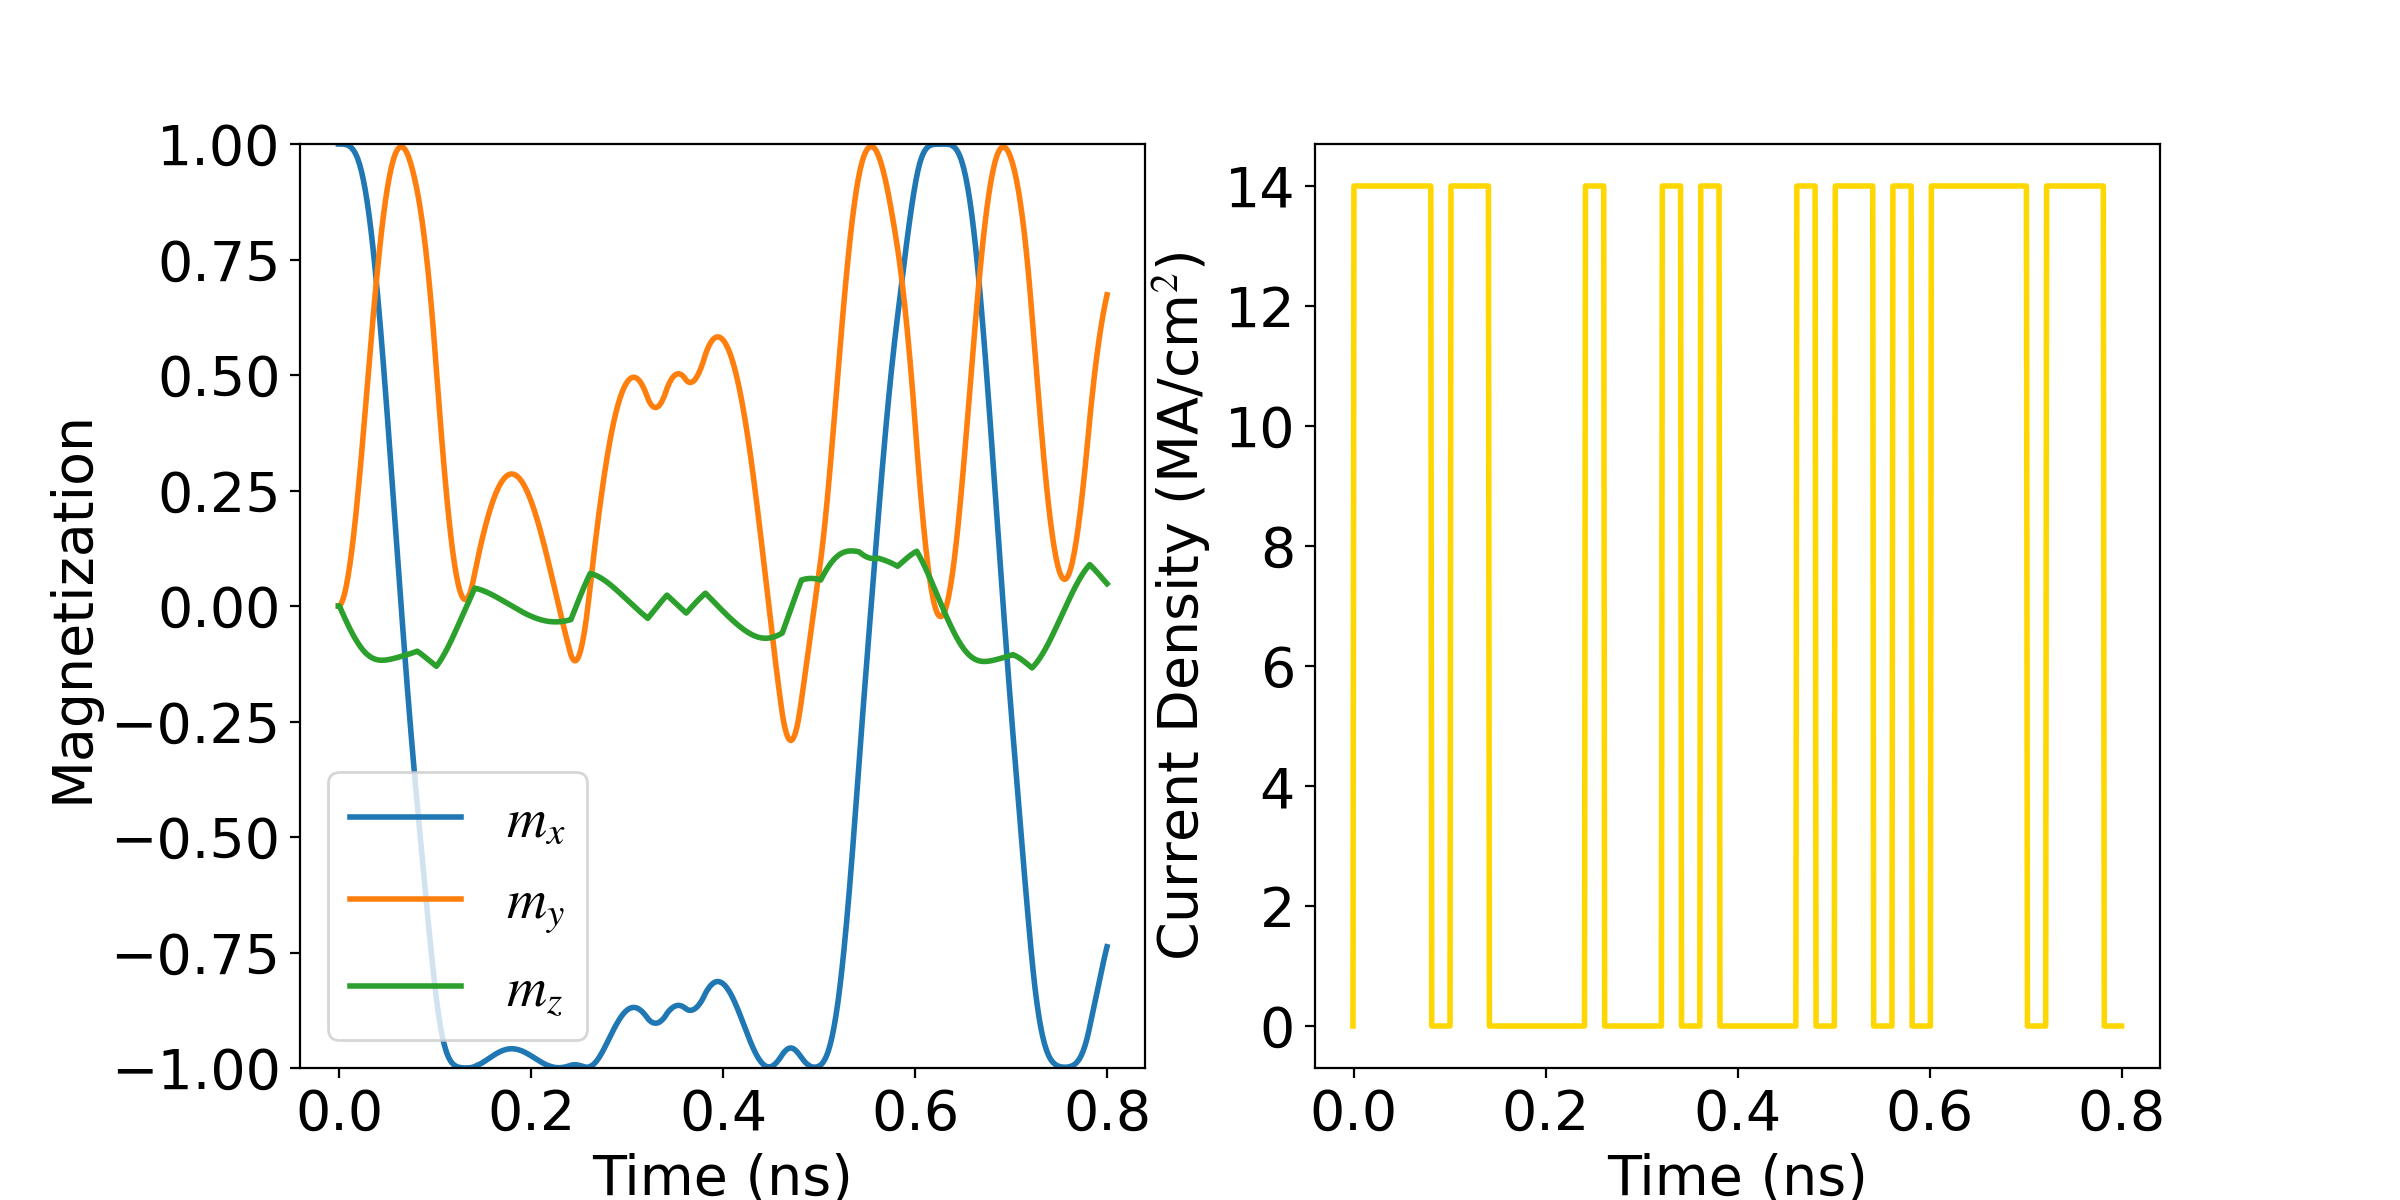 Magnetization
1.00
0.75
0.50
0.25
0.00
−0.25
−0.50
−0.75
−1.00
m_x
m_y
m_z
0.0 0.2 0.4 0.6 0.8
Time (ns)
Current Density (MA/cm²)
14
12
10
8
6
4
2
0
0.0 0.2 0.4 0.6 0.8
Time (ns)